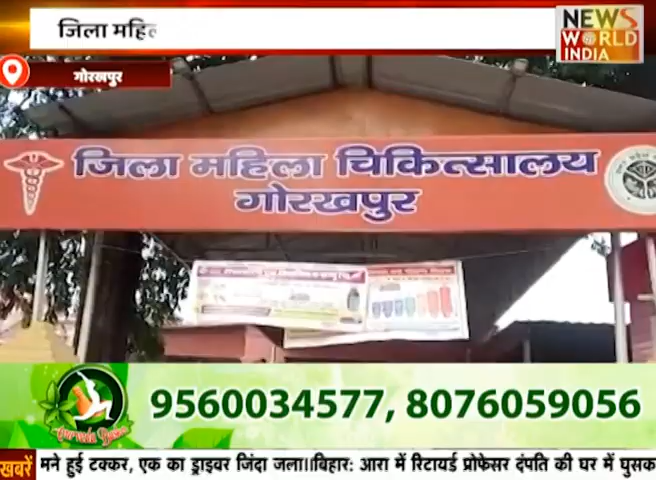 जिला महि
NEWS
WORLD
INDIA
गोरखपुर
जिला महिला चिकित्सालय
गोरखपुर
9560034577, 8076059056
खबरें मने हुई टक्कर, एक का ड्राइवर जिंदा जला।।बिहार: आरा में रिटायर्ड प्रोफेसर दंपति की घर में घुसक